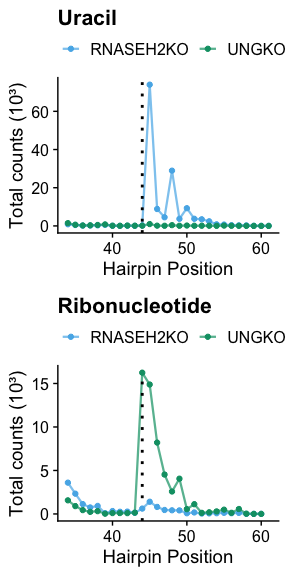 Uracil
RNASEH2KO UNGKO
Total counts (10³)
60
40
20
0
40 50 60
Hairpin Position
Ribonucleotide
RNASEH2KO UNGKO
Total counts (10³)
15
10
5
0
40 50 60
Hairpin Position